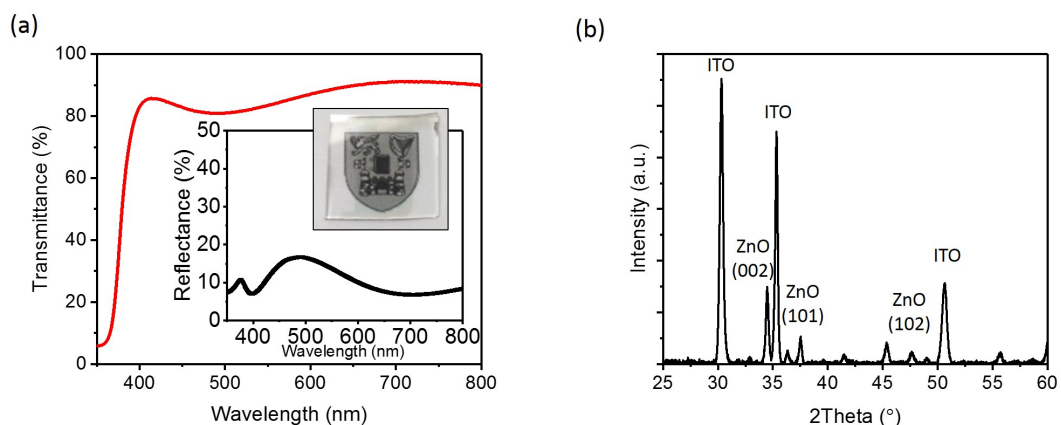 (a)
100
80
60
40
20
0
Transmittance (%)
400
500
600
700
800
Wavelength (nm)
50
40
30
20
10
0
Reflectance (%)
400
500
600
700
800
Wavelength (nm)
(b)
Intensity (a.u.)
ITO
ZnO
(002)
ITO
ZnO
(101)
ZnO
(102)
ITO
25
30
35
40
45
50
55
60
2Theta (°)